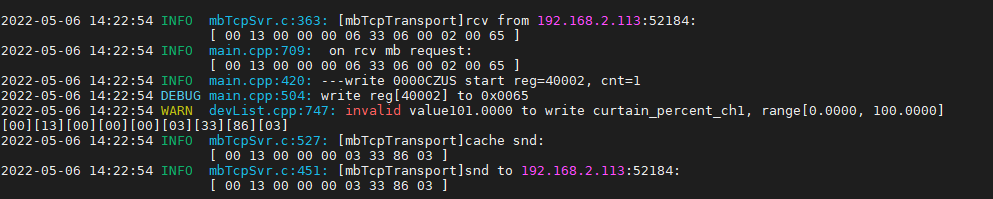 2022-05-06 14:22:54 INFO  mbTcpSvr.c:363: [mbTcpTransport]rcv from 192.168.2.113:52184:
[ 00 13 00 00 00 06 33 06 00 02 00 65 ]
2022-05-06 14:22:54 INFO  main.cpp:709:  on rcv mb request:
[ 00 13 00 00 00 06 33 06 00 02 00 65 ]
2022-05-06 14:22:54 INFO  main.cpp:420: ---write 0000CZUS start reg=40002, cnt=1
2022-05-06 14:22:54 DEBUG main.cpp:504: write reg[40002] to 0x0065
2022-05-06 14:22:54 WARN  devList.cpp:747: invalid value101.0000 to write curtain_percent_ch1, range[0.0000, 100.0000]
[00][13][00][00][00][03][33][86][03]
2022-05-06 14:22:54 INFO  mbTcpSvr.c:527: [mbTcpTransport]cache snd:
[ 00 13 00 00 00 03 33 86 03 ]
2022-05-06 14:22:54 INFO  mbTcpSvr.c:451: [mbTcpTransport]snd to 192.168.2.113:52184:
[ 00 13 00 00 00 03 33 86 03 ]